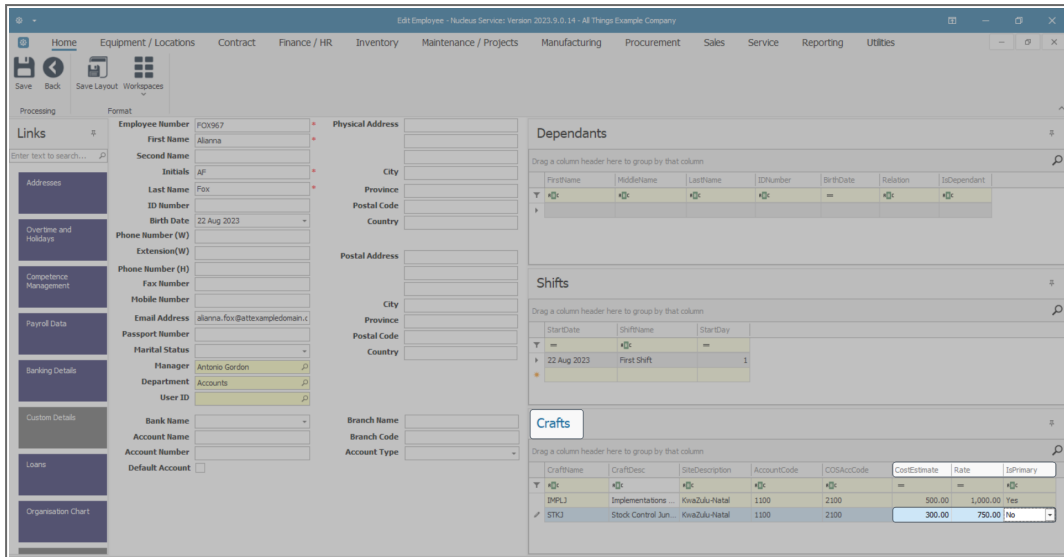 Edit Employee - Nucleus Service: Version 2023.9.0.14 - All Things Example Company
Home Equipment / Locations Contract Finance / HR Inventory Maintenance / Projects Manufacturing Procurement Sales Service Reporting Utilities
Save Back Save Layout Workspaces
Processing Format
Links
Enter text to search...
Addresses
Overtime and Holidays
Competence Management
Payroll Data
Banking Details
Custom Details
Loans
Organisation Chart
Employee Number FOX967 *
First Name Alianna *
Second Name
Initials AF *
Last Name Fox *
ID Number
Birth Date 22 Aug 2023
Phone Number (W)
Extension(W)
Phone Number (H)
Fax Number
Mobile Number
Email Address alianna.fox@attexampledomain.c
Passport Number
Marital Status
Manager Antonio Gordon
Department Accounts
User ID
Bank Name
Account Name
Account Number
Default Account
Physical Address
City
Province
Postal Code
Country
Postal Address
City
Province
Postal Code
Country
Branch Name
Branch Code
Account Type
Dependants
Drag a column header here to group by that column
FirstName MiddleName LastName IDNumber BirthDate Relation IsDependant
Shifts
Drag a column header here to group by that column
StartDate ShiftName StartDay
22 Aug 2023 First Shift 1
Crafts
Drag a column header here to group by that column
CraftName CraftDesc SiteDescription AccountCode COSAccCode CostEstimate Rate IsPrimary
IMPLJ Implementations ... KwaZulu-Natal 1100 2100 500.00 1,000.00 Yes
STKJ Stock Control Jun... KwaZulu-Natal 1100 2100 300.00 750.00 No